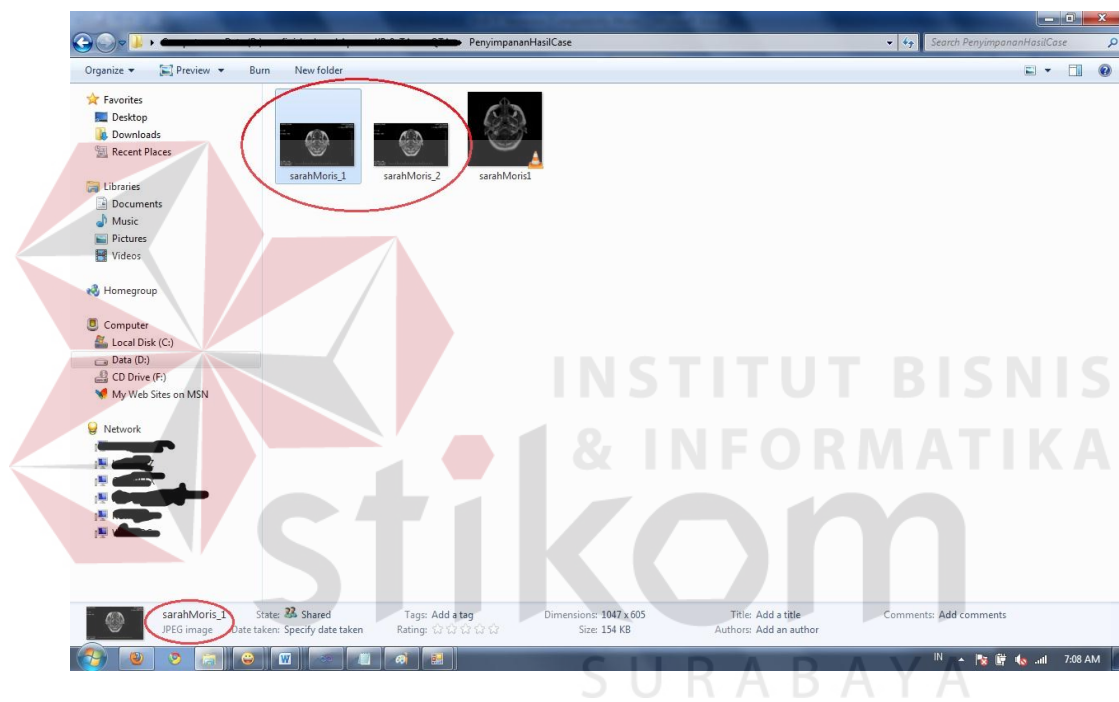 PenyimpananHasilCase
Search PenyimpananHasilCase
Organize Preview Burn New folder
Favorites
Desktop
Downloads
Recent Places
Libraries
Documents
Music
Pictures
Videos
Homegroup
Computer
Local Disk (C:)
Data (D:)
CD Drive (F:)
My Web Sites on MSN
Network
sarahMoris_1 sarahMoris_2 sarahMoris1
INSTITUT BISNIS
& INFORMATIKA
stikom
SURABAYA
sarahMoris_1 State: Shared Tags: Add a tag Dimensions: 1047 x 605 Title: Add a title Comments: Add comments
JPEG image Date taken: Specify date taken Rating: Size: 154 KB Authors: Add an author
IN 7:08 AM